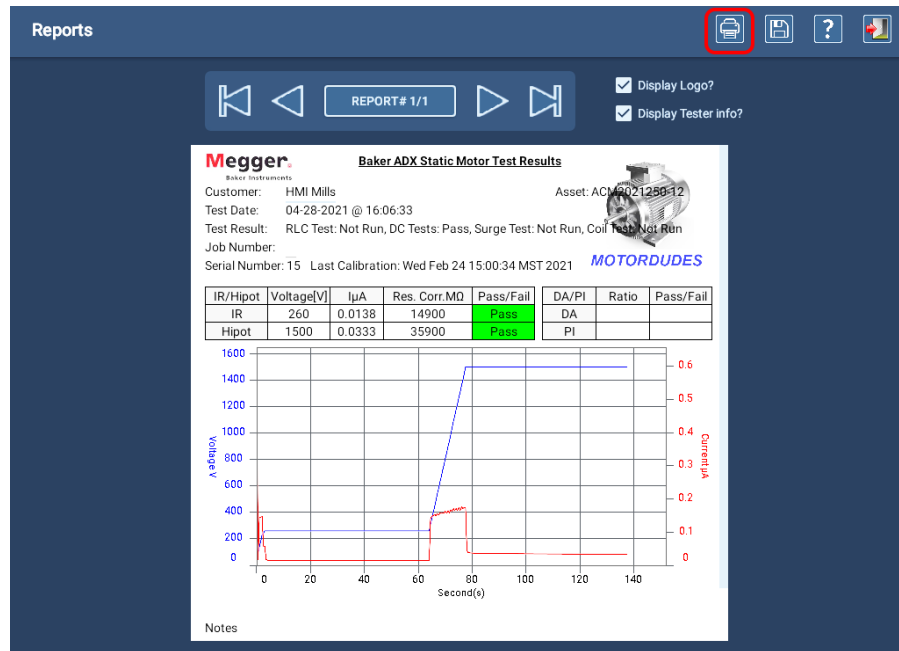 Reports
?
REPORT# 1/1
Display Logo?
Display Tester info?
Megger.
Baker Instruments
Baker ADX Static Motor Test Results
Customer: HMI Mills Asset: ACM2021250-12
Test Date: 04-28-2021 @ 16:06:33
Test Result: RLC Test: Not Run, DC Tests: Pass, Surge Test: Not Run, Coil Test: Not Run
Job Number:
Serial Number: 15 Last Calibration: Wed Feb 24 15:00:34 MST 2021
MOTORDUDES
IR/Hipot Voltage[V] IµA Res. Corr.MΩ Pass/Fail DA/PI Ratio Pass/Fail
IR 260 0.0138 14900 Pass DA
Hipot 1500 0.0333 35900 Pass PI
1600
1400
1200
1000
800
600
400
200
0
Voltage V
0.6
0.5
0.4
0.3
0.2
0.1
0
Current µA
0 20 40 60 80 100 120 140
Second(s)
Notes